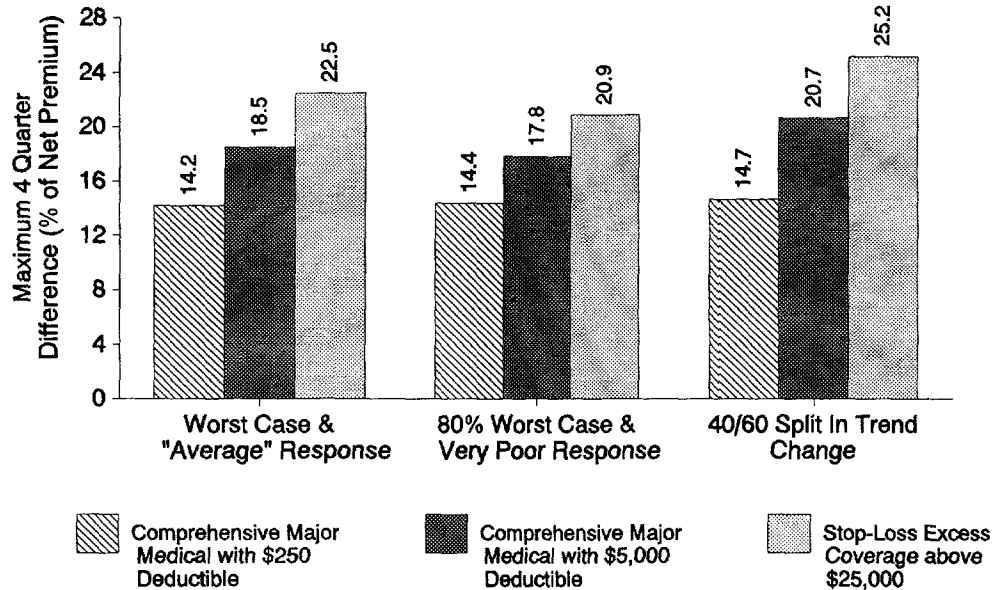 Maximum 4 Quarter
Difference (% of Net Premium)
28
24
20
16
12
8
4
0
14.2
18.5
22.5
14.4
17.8
20.9
14.7
20.7
25.2
Worst Case &
"Average" Response
80% Worst Case &
Very Poor Response
40/60 Split In Trend
Change
Comprehensive Major
Medical with $250
Deductible
Comprehensive Major
Medical with $5,000
Deductible
Stop-Loss Excess
Coverage above
$25,000